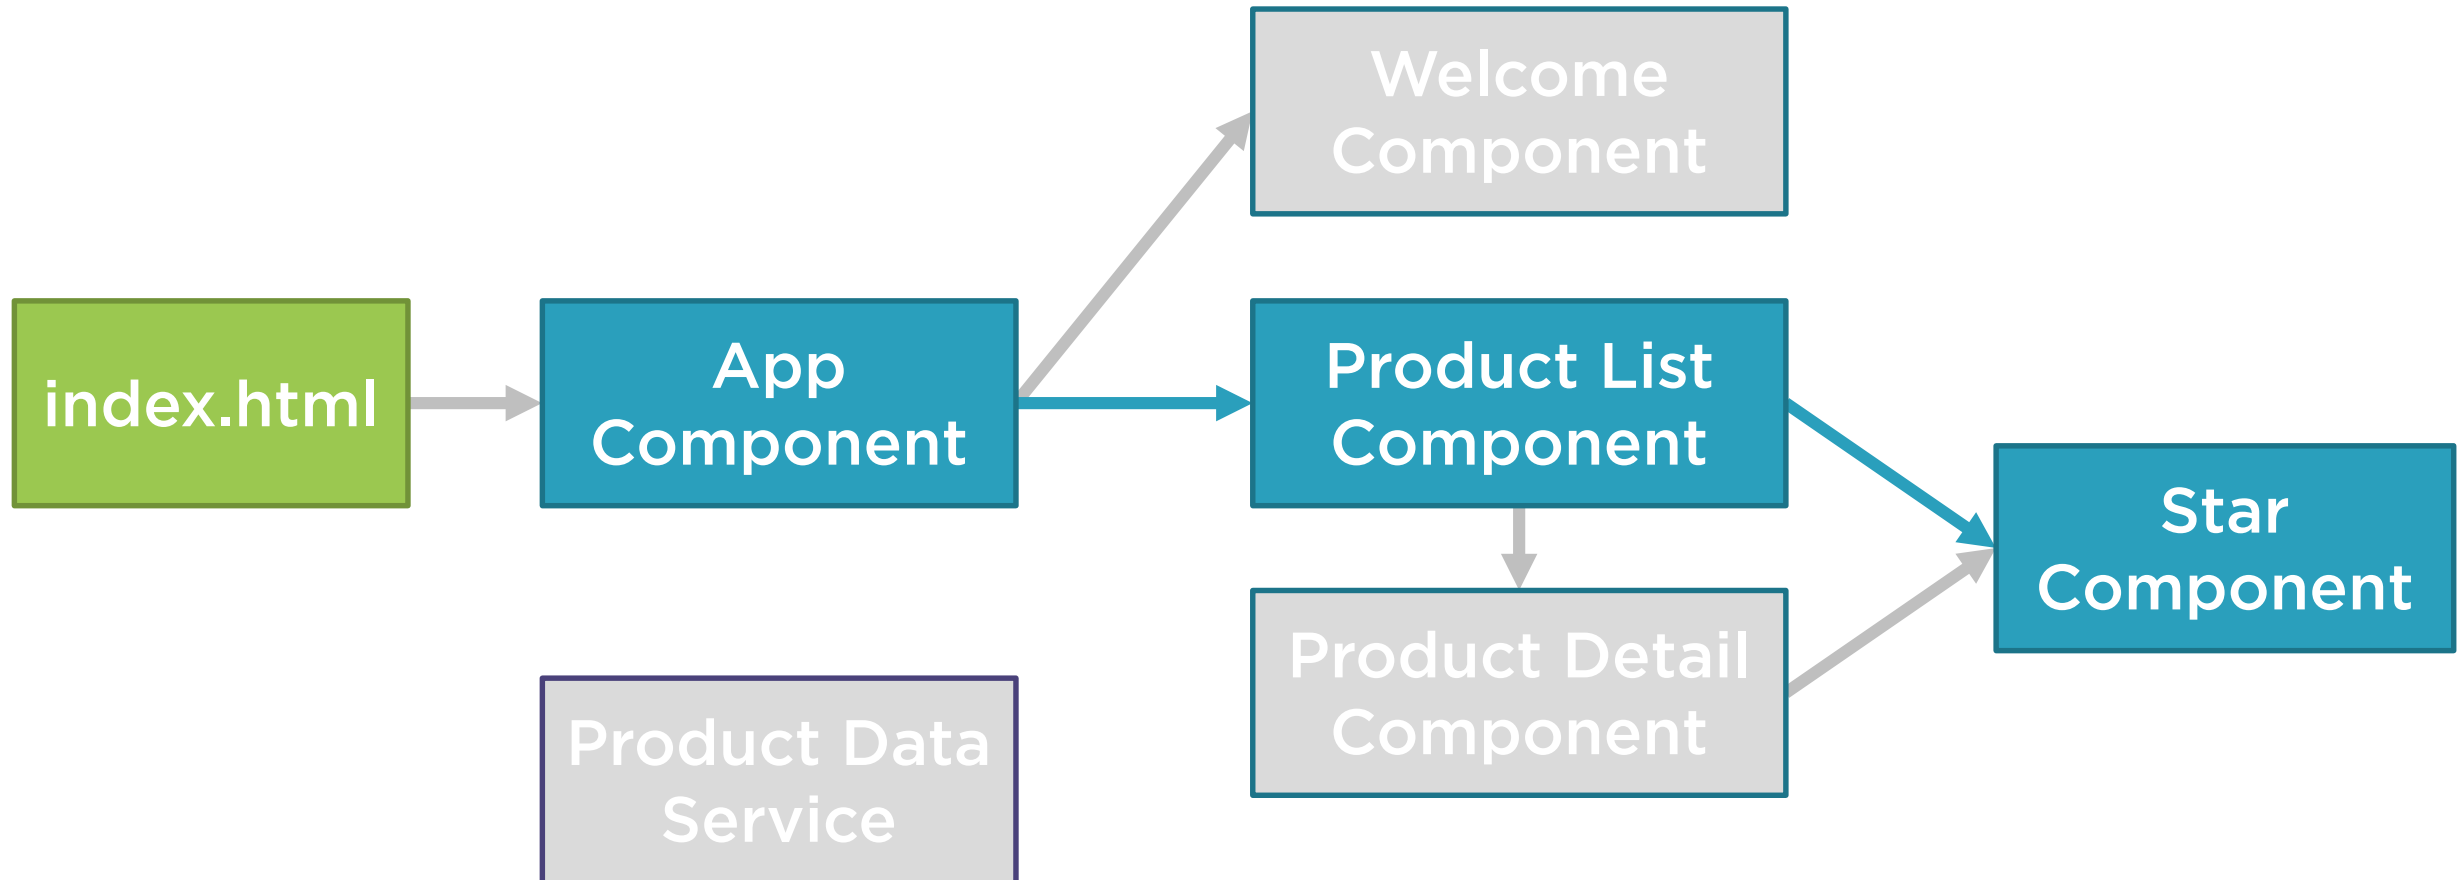 Welcome
Component
index.html
App
Component
Product List
Component
Star
Component
Product Detail
Component
Product Data
Service